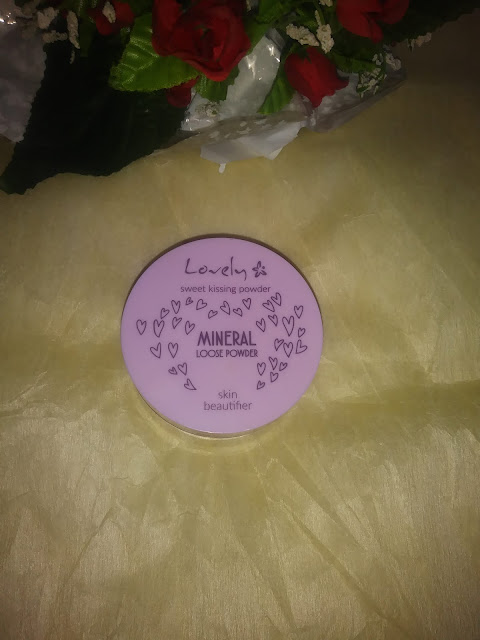 Lovely
sweet kissing powder
MINERAL
LOOSE POWDER
skin
beautifier